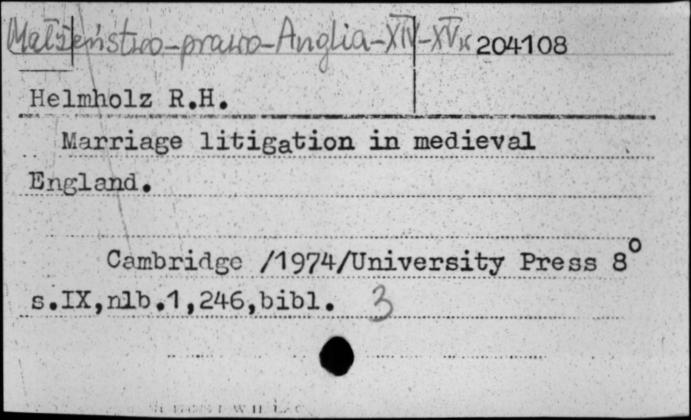 Małżeństwo-prawo-Anglia-XIV-XVw 204108
Helmholz R.H.
Marriage litigation in medieval
England.
Cambridge /1974/University Press 8°
s.IX,nlb.1,246,bibl. 3